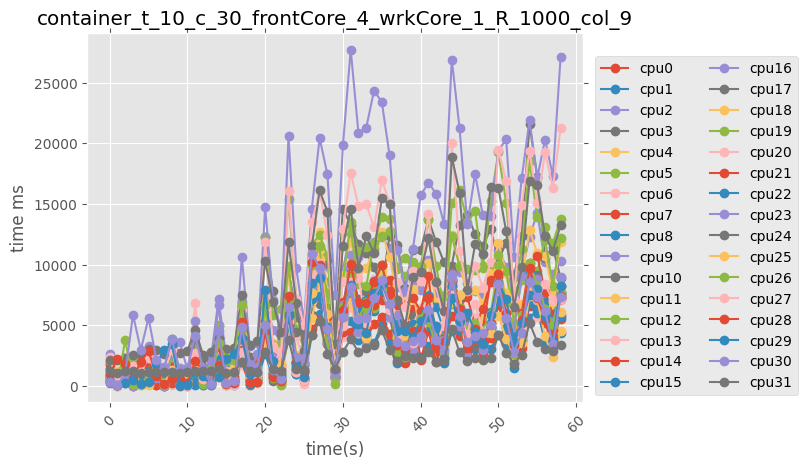 container_t_10_c_30_frontCore_4_wrkCore_1_R_1000_col_9
time ms
25000
20000
15000
10000
5000
0
0
10
20
30
40
50
60
time(s)
cpu0
cpu1
cpu2
cpu3
cpu4
cpu5
cpu6
cpu7
cpu8
cpu9
cpu10
cpu11
cpu12
cpu13
cpu14
cpu15
cpu16
cpu17
cpu18
cpu19
cpu20
cpu21
cpu22
cpu23
cpu24
cpu25
cpu26
cpu27
cpu28
cpu29
cpu30
cpu31